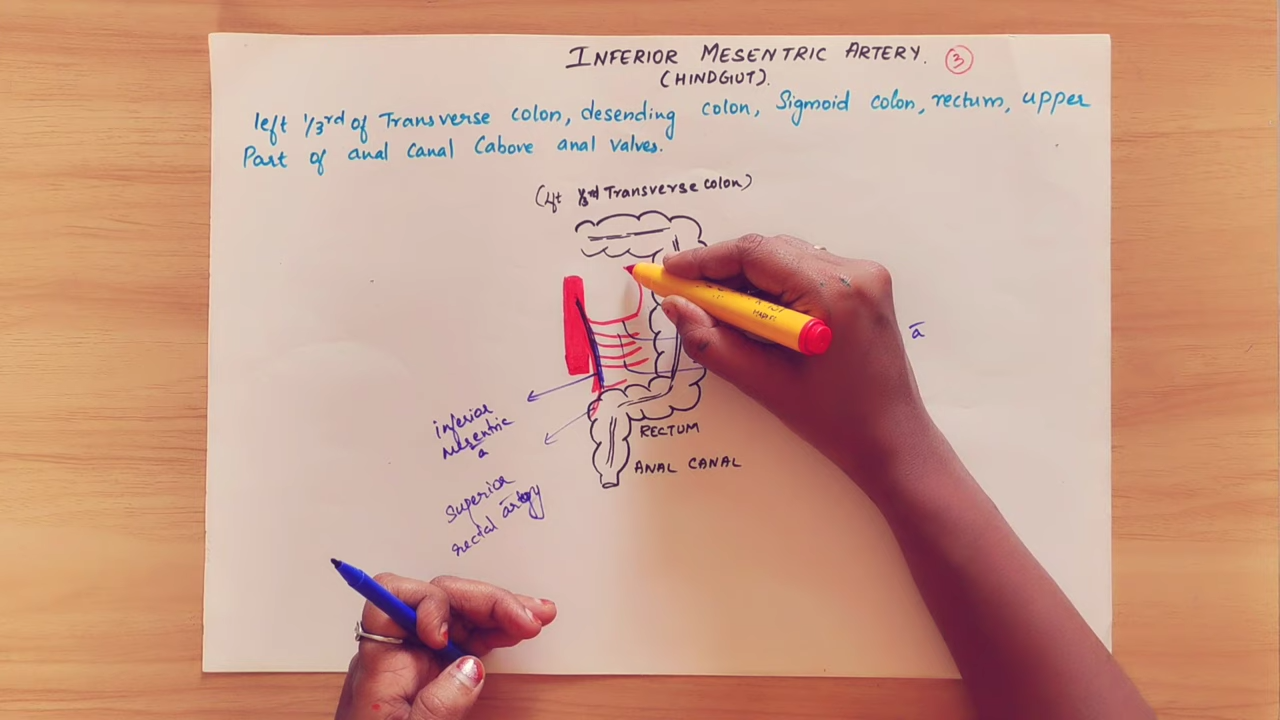 INFERIOR MESENTRIC ARTERY. 3
(HINDGUT).
left 1/3rd of Transverse colon, desending colon, Sigmoid colon, rectum, upper
Part of anal canal (above anal valves.
(Lft 1/3rd Transverse colon)
a
inferior
mesentric
a
RECTUM
ANAL CANAL
superior
rectal artery